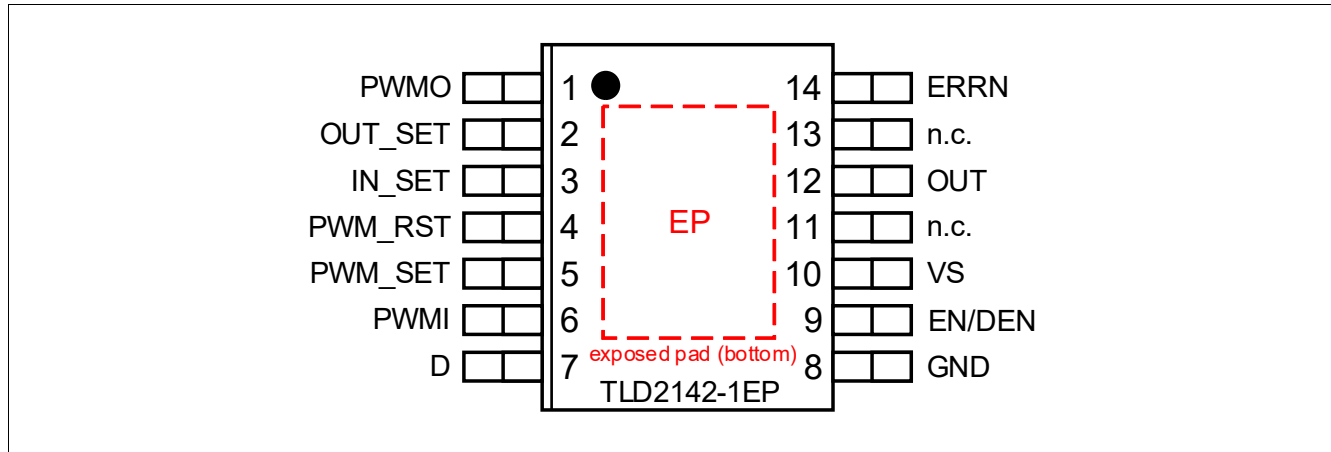 PWMO 1 14 ERRN
OUT_SET 2 13 n.c.
IN_SET 3 12 OUT
PWM_RST 4 EP 11 n.c.
PWM_SET 5 10 VS
PWMI 6 9 EN/DEN
exposed pad (bottom)
D 7 8 GND
TLD2142-1EP